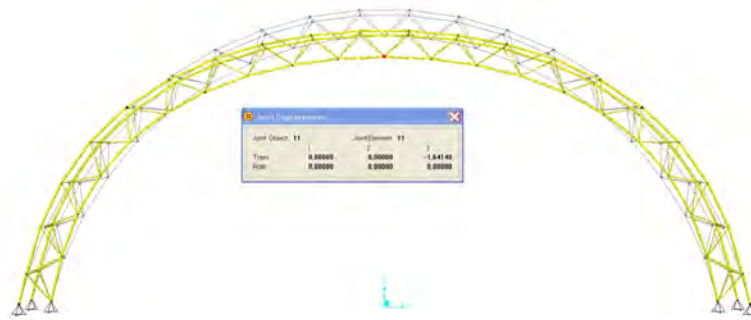 Joint Displacements
Joint Object 11 Joint Element 11
1 2 3
Trans 0,00000 0,00000 -1,64140
Rotn 0,00000 0,00000 0,00000